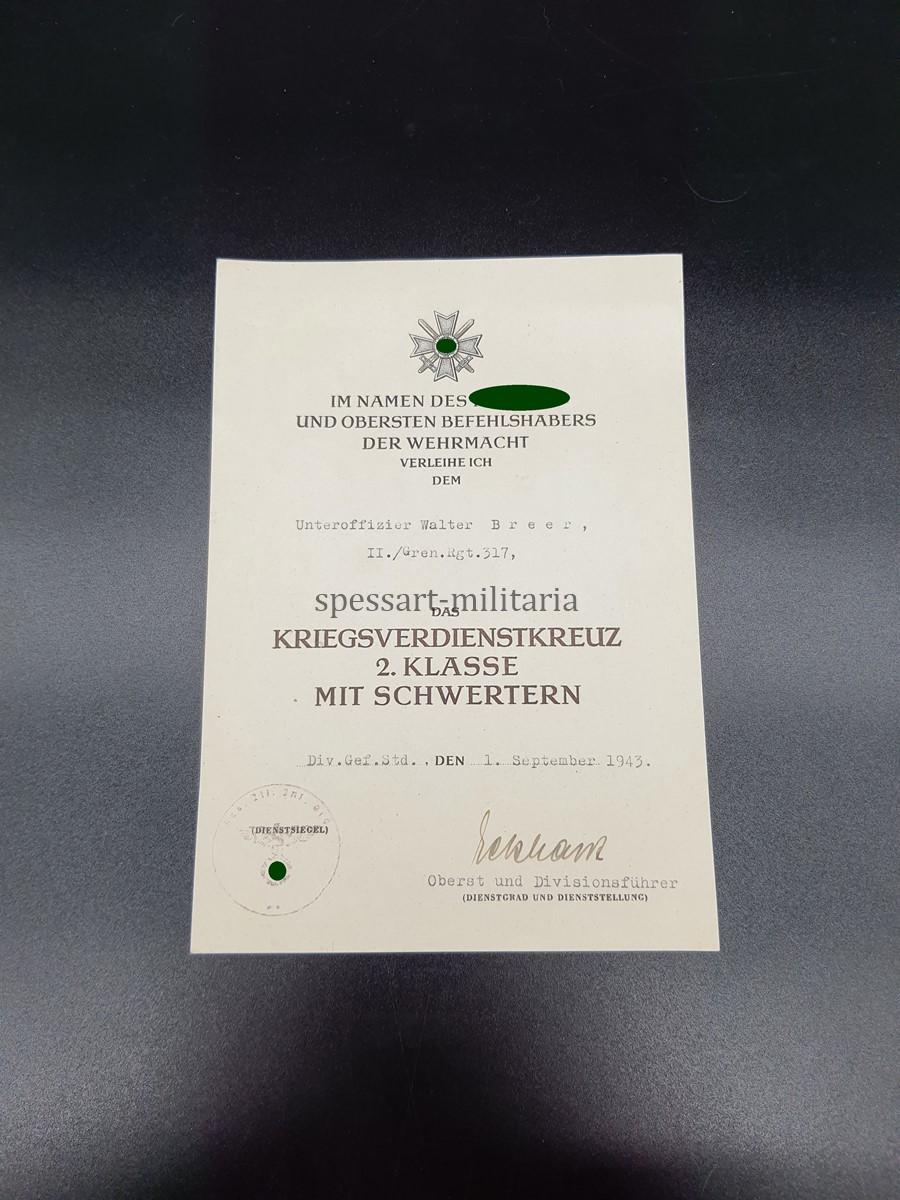 IM NAMEN DES
UND OBERSTEN BEFEHLSHABERS
DER WEHRMACHT
VERLEIHE ICH
DEM
Unteroffizier Walter B r e e r ,
II./Gren.Rgt.317,
spessart-militaria
DAS
KRIEGSVERDIENSTKREUZ
2. KLASSE
MIT SCHWERTERN
Div.Gef.Std. , DEN 1. September 1943.
(DIENSTSIEGEL)
Eckhardt
Oberst und Divisionsführer
(DIENSTGRAD UND DIENSTSTELLUNG)